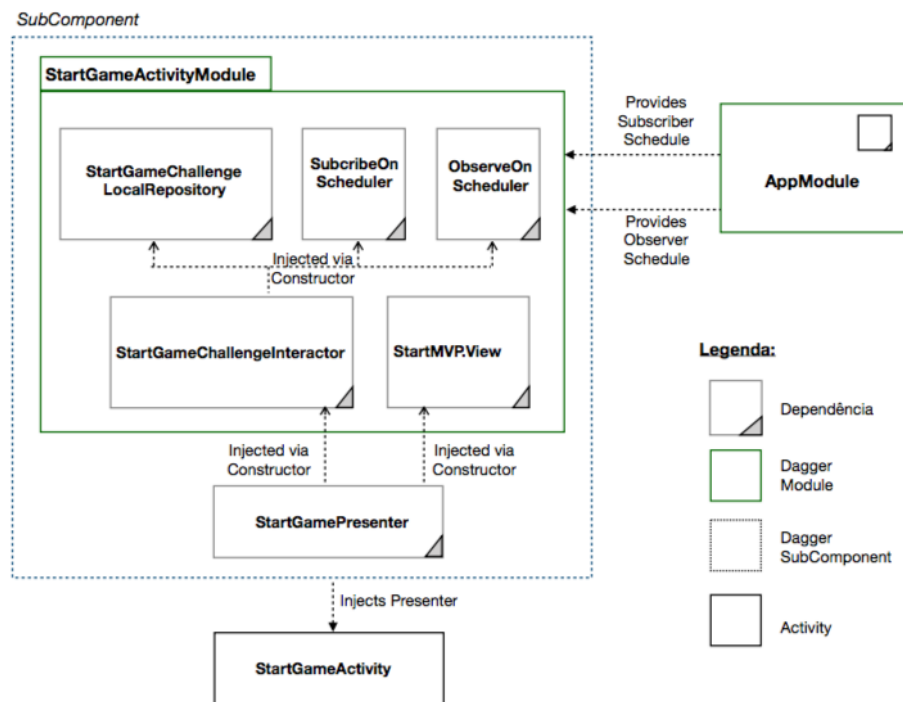 SubComponent
StartGameActivityModule
StartGameChallenge
LocalRepository
SubcribeOn
Scheduler
ObserveOn
Scheduler
Injected via
Constructor
StartGameChallengeInteractor
StartMVP.View
Injected via
Constructor
Injected via
Constructor
StartGamePresenter
Injects Presenter
StartGameActivity
Provides
Subscriber
Schedule
AppModule
Provides
Observer
Schedule
Legenda:
Dependência
Dagger
Module
Dagger
SubComponent
Activity